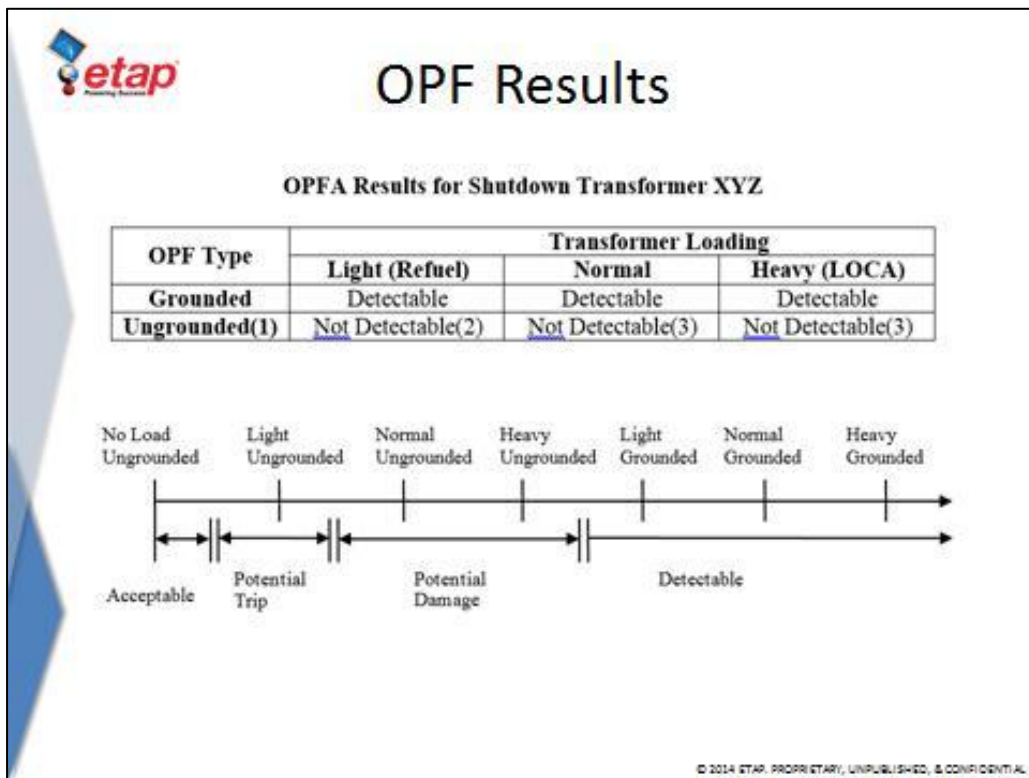 etap
Powering Success
OPF Results
OPFA Results for Shutdown Transformer XYZ
OPF Type
Transformer Loading
Light (Refuel) Normal Heavy (LOCA)
Grounded Detectable Detectable Detectable
Ungrounded(1) Not Detectable(2) Not Detectable(3) Not Detectable(3)
No Load Light Normal Heavy Light Normal Heavy
Ungrounded Ungrounded Ungrounded Ungrounded Grounded Grounded Grounded
Acceptable
Potential Potential Detectable
Trip Damage
© 2014 ETAP. PROPRIETARY, UNPUBLISHED, & CONFIDENTIAL